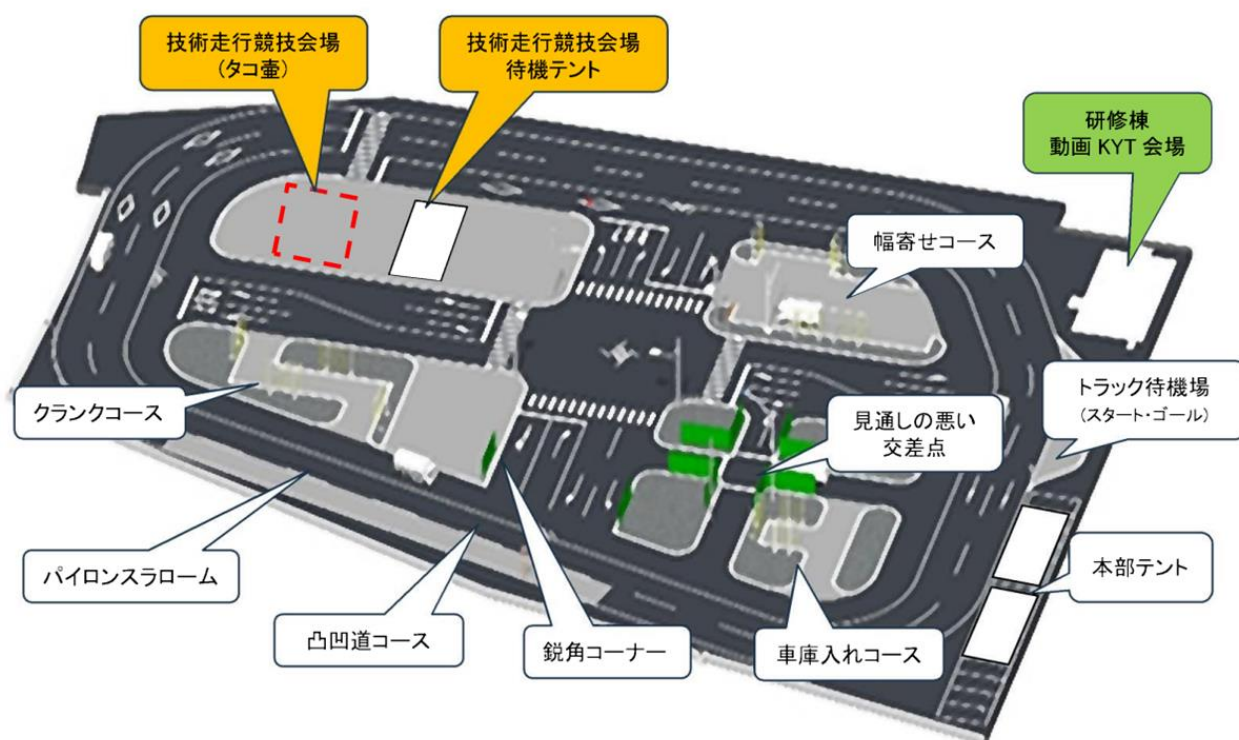 技術走行競技会場
（タコ壷）
技術走行競技会場
待機テント
研修棟
動画 KYT 会場
幅寄せコース
トラック待機場
（スタート・ゴール）
クランクコース
見通しの悪い
交差点
パイロンスラローム
本部テント
凸凹道コース
鋭角コーナー
車庫入れコース